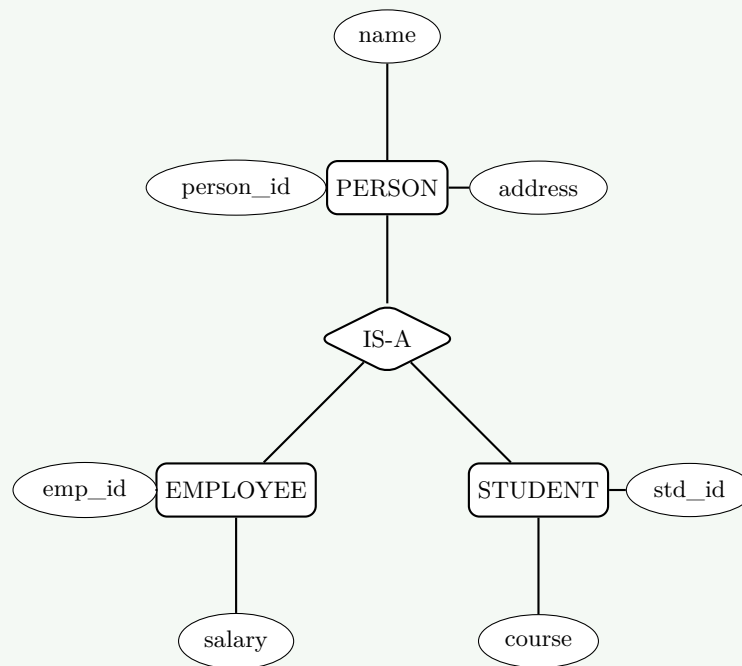 name
person_id
PERSON
address
IS-A
emp_id
EMPLOYEE
STUDENT
std_id
salary
course